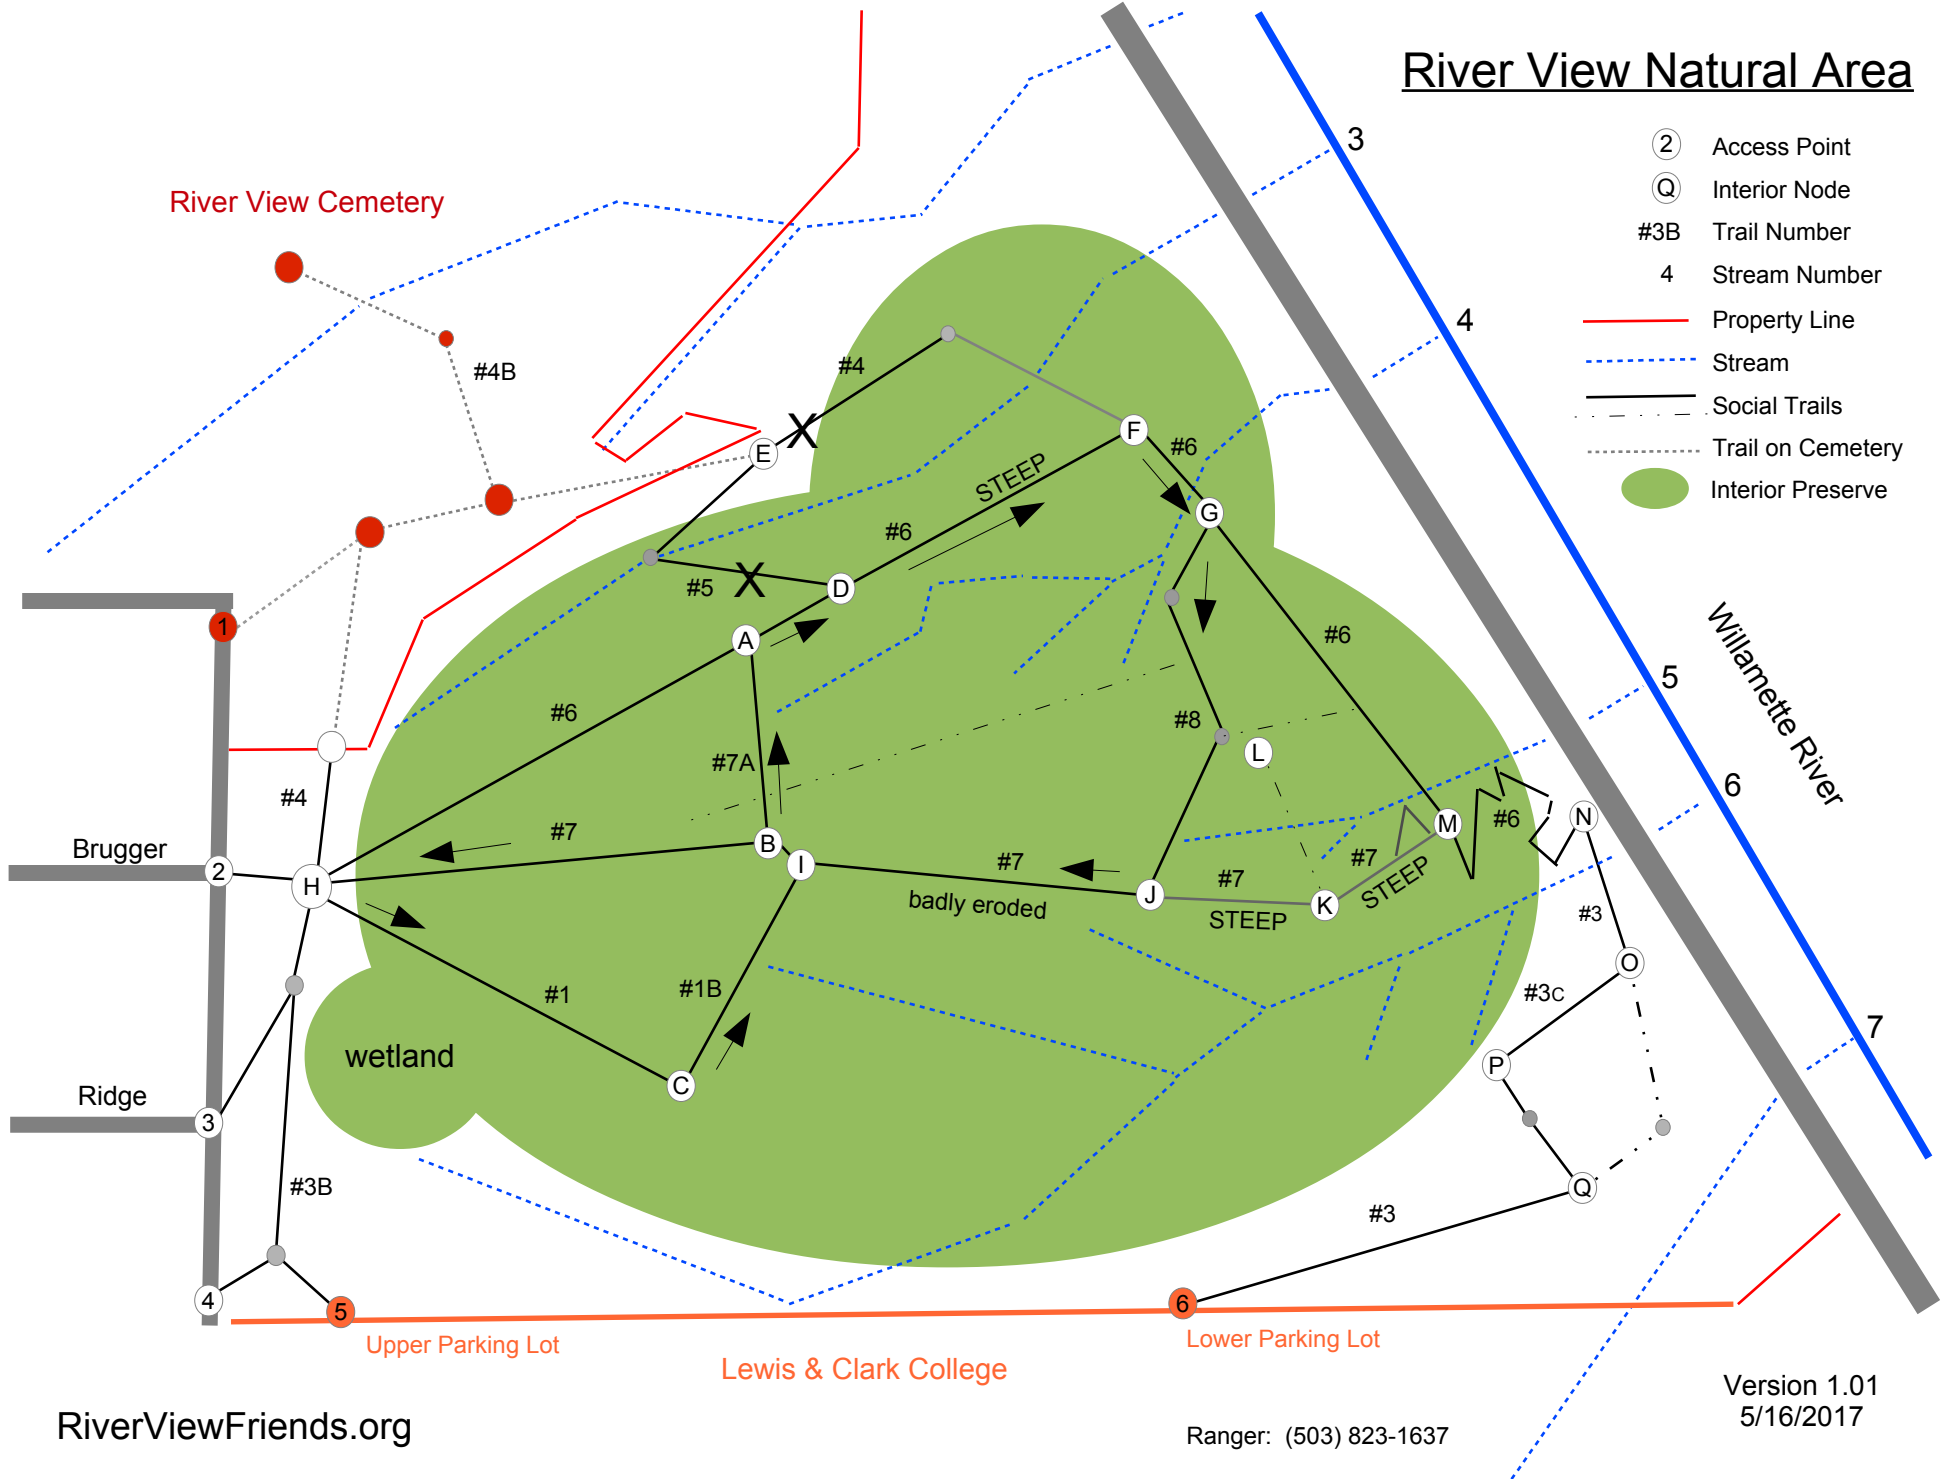 River View Natural Area
2 Access Point
Q Interior Node
#3B Trail Number
4 Stream Number
Property Line
Stream
Social Trails
Trail on Cemetery
Interior Preserve
3
4
5
6
7
Willamette River
River View Cemetery
#4B
#4
E
X
F
#6
STEEP
G
#6
#5
X
D
1
A
#6
#6
#8
L
#7A
#4
#7
Brugger
2
H
B
I
#7
badly eroded
J
#7
STEEP
K
#7
STEEP
M
#6
N
#3
O
#3C
P
Q
#3
#1
#1B
C
wetland
Ridge
3
#3B
4
5
6
Upper Parking Lot
Lower Parking Lot
Lewis & Clark College
RiverViewFriends.org
Ranger: (503) 823-1637
Version 1.01
5/16/2017